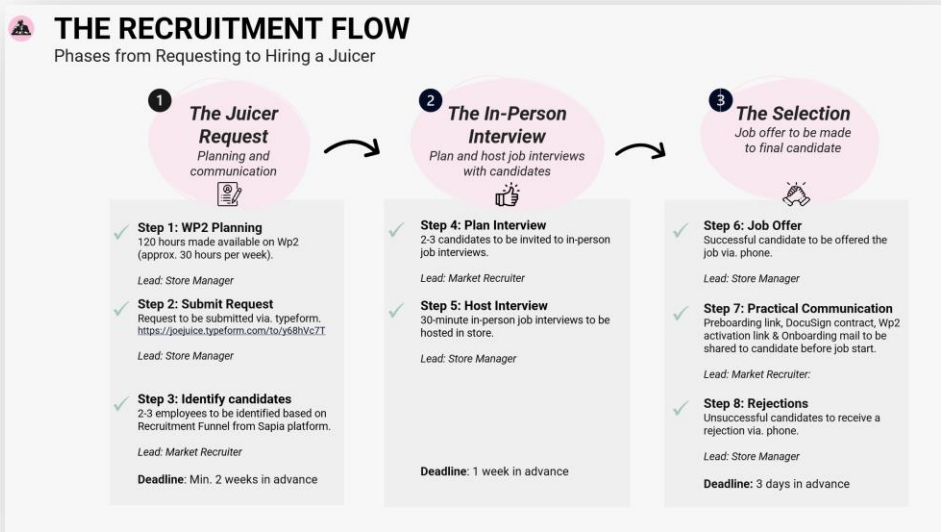 THE RECRUITMENT FLOW
Phases from Requesting to Hiring a Juicer
1
The Juicer
Request
Planning and
communication
Step 1: WP2 Planning
120 hours made available on Wp2
(approx. 30 hours per week).
Lead: Store Manager
Step 2: Submit Request
Request to be submitted via. typeform.
https://joejuice.typeform.com/to/y68hVc7T
Lead: Store Manager
Step 3: Identify candidates
2-3 employees to be identified based on
Recruitment Funnel from Sapia platform.
Lead: Market Recruiter
Deadline: Min. 2 weeks in advance
2
The In-Person
Interview
Plan and host job interviews
with candidates
Step 4: Plan Interview
2-3 candidates to be invited to in-person
job interviews.
Lead: Market Recruiter
Step 5: Host Interview
30-minute in-person job interviews to be
hosted in store.
Lead: Store Manager
Deadline: 1 week in advance
3
The Selection
Job offer to be made
to final candidate
Step 6: Job Offer
Successful candidate to be offered the
job via. phone.
Lead: Store Manager
Step 7: Practical Communication
Preboarding link, DocuSign contract, Wp2
activation link & Onboarding mail to be
shared to candidate before job start.
Lead: Market Recruiter:
Step 8: Rejections
Unsuccessful candidates to receive a
rejection via. phone.
Lead: Store Manager
Deadline: 3 days in advance